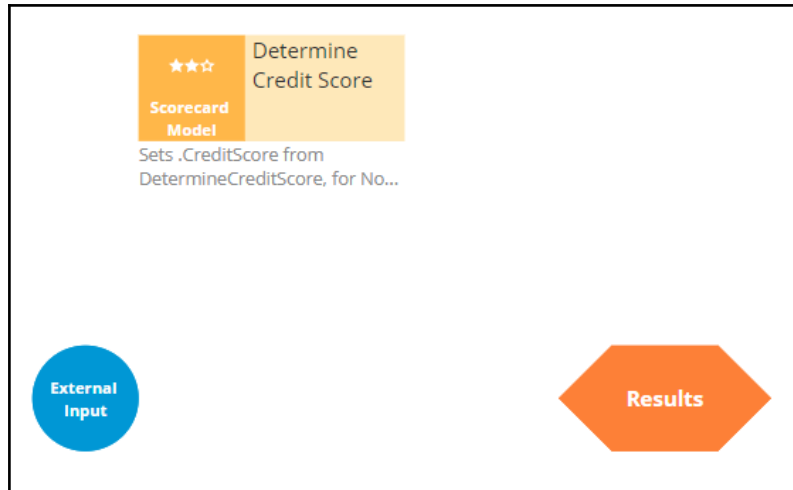 Scorecard
Model
Determine
Credit Score
Sets .CreditScore from
DetermineCreditScore, for No...
External
Input
Results